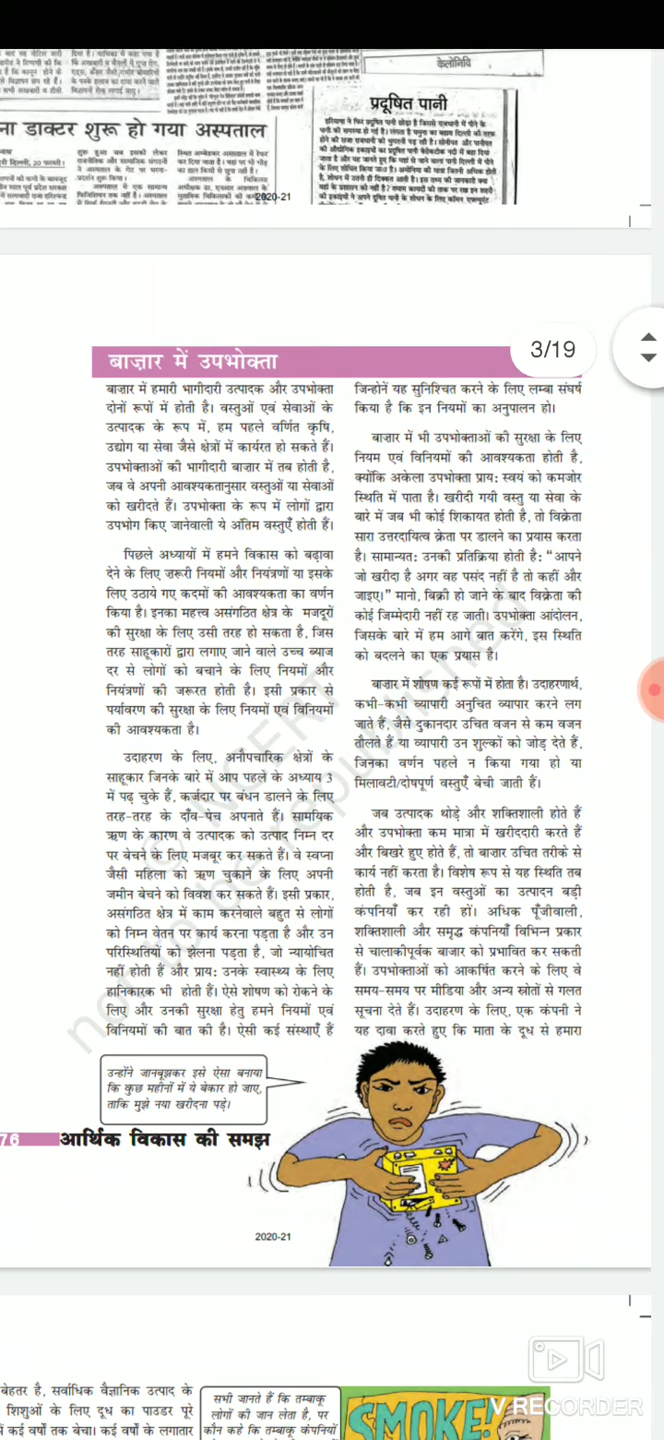 केलोनिवि
प्रदूषित पानी
ना डाक्टर शुरू हो गया अस्पताल
2020-21
3/19
बाज़ार में उपभोक्ता
बाज़ार में हमारी भागीदारी उत्पादक और उपभोक्ता
दोनों रूपों में होती है। वस्तुओं एवं सेवाओं के
उत्पादक के रूप में, हम पहले वर्णित कृषि,
उद्योग या सेवा जैसे क्षेत्रों में कार्यरत हो सकते हैं।
उपभोक्ताओं की भागीदारी बाजार में तब होती है,
जब वे अपनी आवश्यकतानुसार वस्तुओं या सेवाओं
को खरीदते हैं। उपभोक्ता के रूप में लोगों द्वारा
उपभोग किए जानेवाली ये अंतिम वस्तुएँ होती हैं।
पिछले अध्यायों में हमने विकास को बढ़ावा
देने के लिए ज़रूरी नियमों और नियंत्रणों या इसके
लिए उठाये गए कदमों की आवश्यकता का वर्णन
किया है। इनका महत्त्व असंगठित क्षेत्र के मजदूरों
की सुरक्षा के लिए उसी तरह हो सकता है, जिस
तरह साहूकारों द्वारा लगाए जाने वाले उच्च ब्याज
दर से लोगों को बचाने के लिए नियमों और
नियंत्रणों की जरूरत होती है। इसी प्रकार से
पर्यावरण की सुरक्षा के लिए नियमों एवं विनियमों
की आवश्यकता है।
उदाहरण के लिए, अनौपचारिक क्षेत्रों के
साहूकार जिनके बारे में आप पहले के अध्याय 3
में पढ़ चुके हैं, कर्जदार पर बंधन डालने के लिए
तरह-तरह के दाँव-पेच अपनाते हैं। सामयिक
ऋण के कारण वे उत्पादक को उत्पाद निम्न दर
पर बेचने के लिए मजबूर कर सकते हैं। वे स्वप्ना
जैसी महिला को ऋण चुकाने के लिए अपनी
जमीन बेचने को विवश कर सकते हैं। इसी प्रकार,
असंगठित क्षेत्र में काम करनेवाले बहुत से लोगों
को निम्न वेतन पर कार्य करना पड़ता है और उन
परिस्थितियों को झेलना पड़ता है, जो न्यायोचित
नहीं होती हैं और प्राय: उनके स्वास्थ्य के लिए
हानिकारक भी होती हैं। ऐसे शोषण को रोकने के
लिए और उनकी सुरक्षा हेतु हमने नियमों एवं
विनियमों की बात की है। ऐसी कई संस्थाएँ हैं
जिन्होनें यह सुनिश्चित करने के लिए लम्बा संघर्ष
किया है कि इन नियमों का अनुपालन हो।
बाज़ार में भी उपभोक्ताओं की सुरक्षा के लिए
नियम एवं विनियमों की आवश्यकता होती है,
क्योंकि अकेला उपभोक्ता प्राय: स्वयं को कमजोर
स्थिति में पाता है। खरीदी गयी वस्तु या सेवा के
बारे में जब भी कोई शिकायत होती है, तो विक्रेता
सारा उत्तरदायित्व क्रेता पर डालने का प्रयास करता
है। सामान्यत: उनकी प्रतिक्रिया होती है: “आपने
जो खरीदा है अगर वह पसंद नहीं है तो कहीं और
जाइए।” मानो, बिक्री हो जाने के बाद विक्रेता की
कोई जिम्मेदारी नहीं रह जाती। उपभोक्ता आंदोलन,
जिसके बारे में हम आगे बात करेंगे, इस स्थिति
को बदलने का एक प्रयास है।
बाज़ार में शोषण कई रूपों में होता है। उदाहरणार्थ,
कभी-कभी व्यापारी अनुचित व्यापार करने लग
जाते हैं, जैसे दुकानदार उचित वजन से कम वजन
तौलते हैं या व्यापारी उन शुल्कों को जोड़ देते हैं,
जिनका वर्णन पहले न किया गया हो या
मिलावटी/दोषपूर्ण वस्तुएँ बेची जाती हैं।
जब उत्पादक थोड़े और शक्तिशाली होते हैं
और उपभोक्ता कम मात्रा में खरीददारी करते हैं
और बिखरे हुए होते हैं, तो बाजार उचित तरीके से
कार्य नहीं करता है। विशेष रूप से यह स्थिति तब
होती है, जब इन वस्तुओं का उत्पादन बड़ी
कंपनियाँ कर रही हों। अधिक पूँजीवाली,
शक्तिशाली और समृद्ध कंपनियाँ विभिन्न प्रकार
से चालाकीपूर्वक बाजार को प्रभावित कर सकती
हैं। उपभोक्ताओं को आकर्षित करने के लिए वे
समय-समय पर मीडिया और अन्य स्रोतों से गलत
सूचना देते हैं। उदाहरण के लिए, एक कंपनी ने
यह दावा करते हुए कि माता के दूध से हमारा
© NCERT
not to be republished
उन्होंने जानबूझकर इसे ऐसा बनाया
कि कुछ महीनों में ये बेकार हो जाए,
ताकि मुझे नया खरीदना पड़े।
76 आर्थिक विकास की समझ
2020-21
बेहतर है, सर्वाधिक वैज्ञानिक उत्पाद के
शिशुओं के लिए दूध का पाउडर पूरे
में कई वर्षों तक बेचा। कई वर्षों के लगातार
सभी जानते हैं कि तम्बाकू
लोगों की जान लेता है, पर
कौन कहे कि तम्बाकू कंपनियों
SMOKE!
V RECORDER